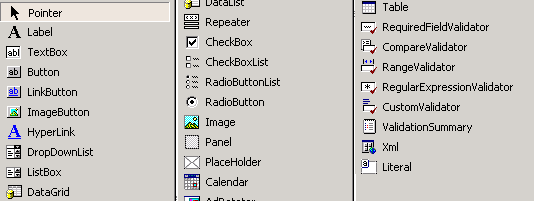 Pointer
Label
TextBox
Button
LinkButton
ImageButton
HyperLink
DropDownList
ListBox
DataGrid
DataList
Repeater
CheckBox
CheckBoxList
RadioButtonList
RadioButton
Image
Panel
PlaceHolder
Calendar
AdRotator
Table
RequiredFieldValidator
CompareValidator
RangeValidator
RegularExpressionValidator
CustomValidator
ValidationSummary
Xml
Literal